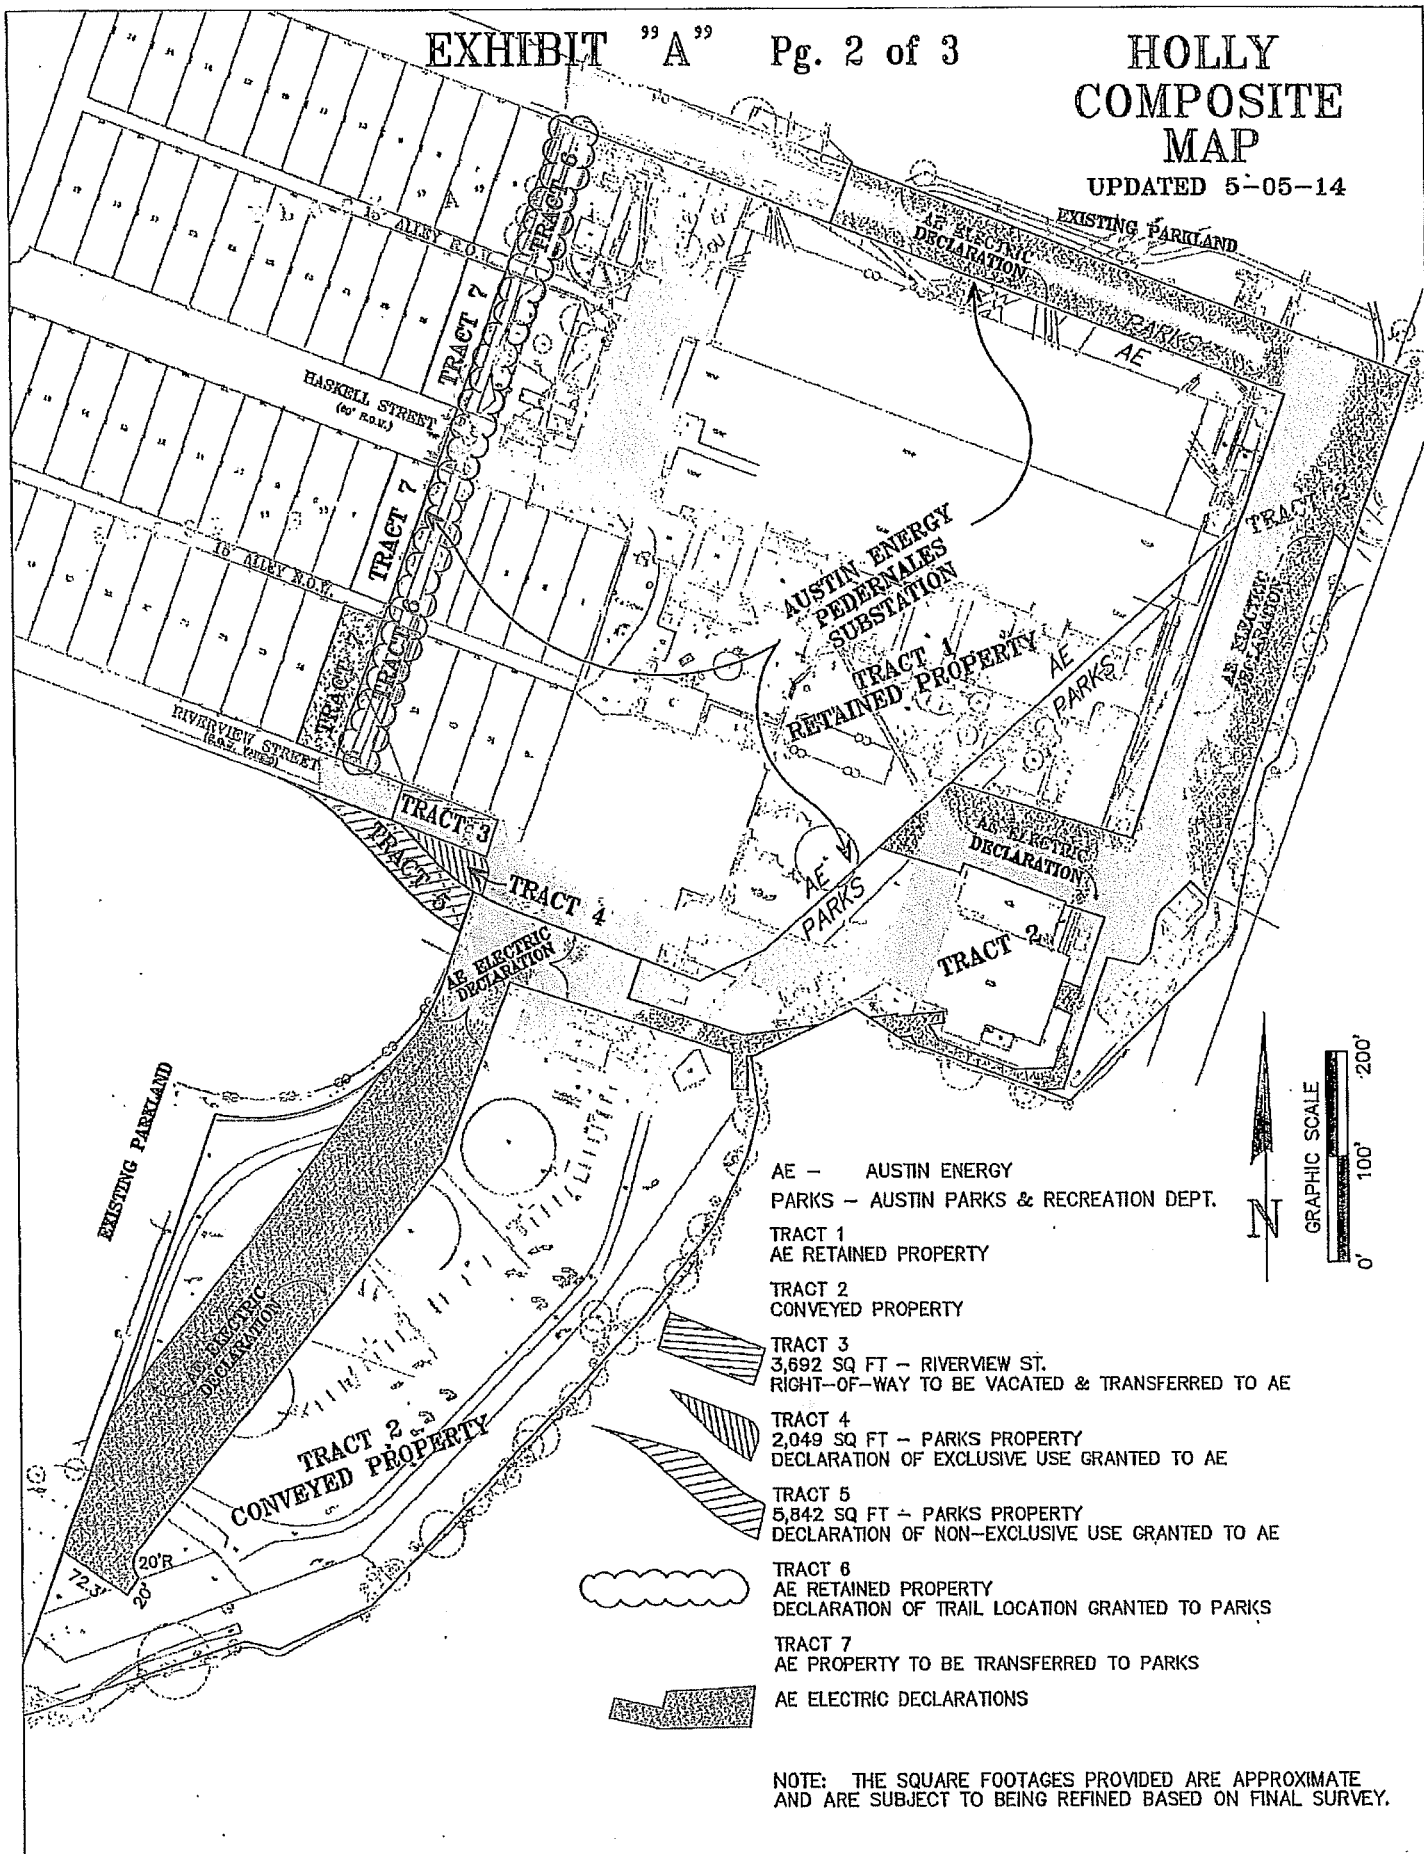 EXHIBIT "A" Pg. 2 of 3
HOLLY
COMPOSITE
MAP
UPDATED 5-05-14
EXISTING PARKLAND
AE ELECTRIC
DECLARATION
PARKS
AE
TRACT 6
TRACT 7
ALLEY R.O.W.
HASKELL STREET
(60' R.O.W.)
TRACT 7
16' ALLEY R.O.W.
TRACT 7
TRACT 6
RIVERVIEW STREET
AUSTIN ENERGY
PEDERNALES
SUBSTATION
TRACT 1
RETAINED PROPERTY
AE
PARKS
TRACT 2
AE ELECTRIC
DECLARATION
TRACT 3
TRACT 5
TRACT 4
AE
PARKS
AE ELECTRIC
DECLARATION
TRACT 2
AE ELECTRIC
DECLARATION
EXISTING PARKLAND
AE ELECTRIC
DECLARATION
TRACT 2
CONVEYED PROPERTY
20'R
72.3'
20'
N
GRAPHIC SCALE
0' 100' 200'
AE - AUSTIN ENERGY
PARKS - AUSTIN PARKS & RECREATION DEPT.
TRACT 1
AE RETAINED PROPERTY
TRACT 2
CONVEYED PROPERTY
TRACT 3
3,692 SQ FT - RIVERVIEW ST.
RIGHT-OF-WAY TO BE VACATED & TRANSFERRED TO AE
TRACT 4
2,049 SQ FT - PARKS PROPERTY
DECLARATION OF EXCLUSIVE USE GRANTED TO AE
TRACT 5
5,842 SQ FT - PARKS PROPERTY
DECLARATION OF NON-EXCLUSIVE USE GRANTED TO AE
TRACT 6
AE RETAINED PROPERTY
DECLARATION OF TRAIL LOCATION GRANTED TO PARKS
TRACT 7
AE PROPERTY TO BE TRANSFERRED TO PARKS
AE ELECTRIC DECLARATIONS
NOTE: THE SQUARE FOOTAGES PROVIDED ARE APPROXIMATE
AND ARE SUBJECT TO BEING REFINED BASED ON FINAL SURVEY.